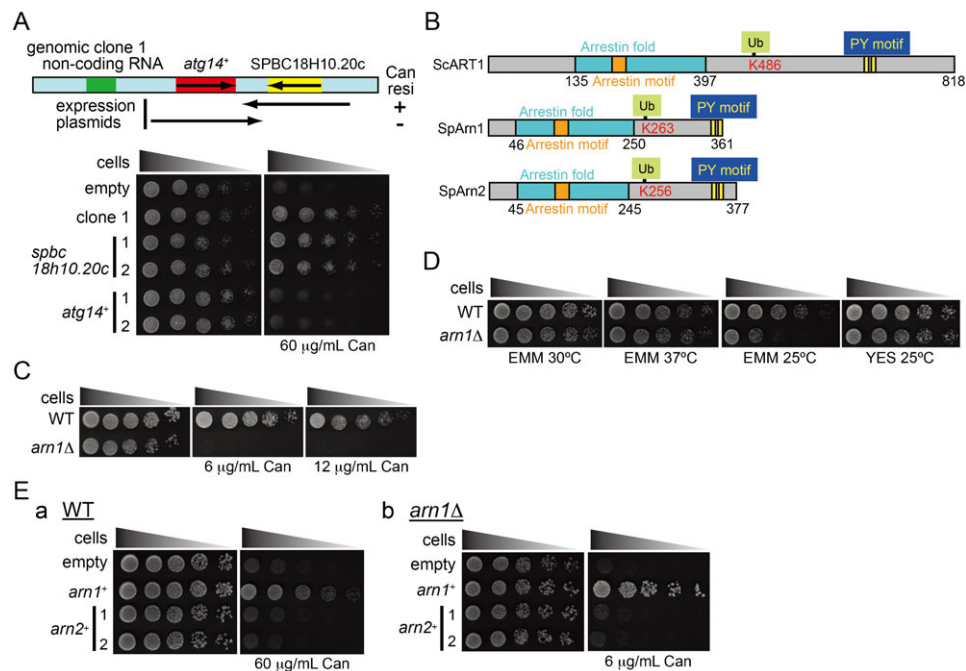 A
genomic clone 1
non-coding RNA
atg14+
SPBC18H10.20c
Can
resi
expression
plasmids
+
-
cells
empty
clone 1
spbc
18h10.20c
1
2
atg14+
1
2
60 µg/mL Can
B
ScART1
Arrestin fold
Ub
PY motif
K486
135
Arrestin motif
397
818
SpArn1
Arrestin fold
Ub
PY motif
K263
46
Arrestin motif
250
361
SpArn2
Arrestin fold
Ub
PY motif
K256
45
Arrestin motif
245
377
C
cells
WT
arn1Δ
6 µg/mL Can
12 µg/mL Can
D
cells
WT
arn1Δ
EMM 30ºC
EMM 37ºC
EMM 25ºC
YES 25ºC
E
a WT
cells
empty
arn1+
arn2+
1
2
60 µg/mL Can
b arn1Δ
cells
empty
arn1+
arn2+
1
2
6 µg/mL Can